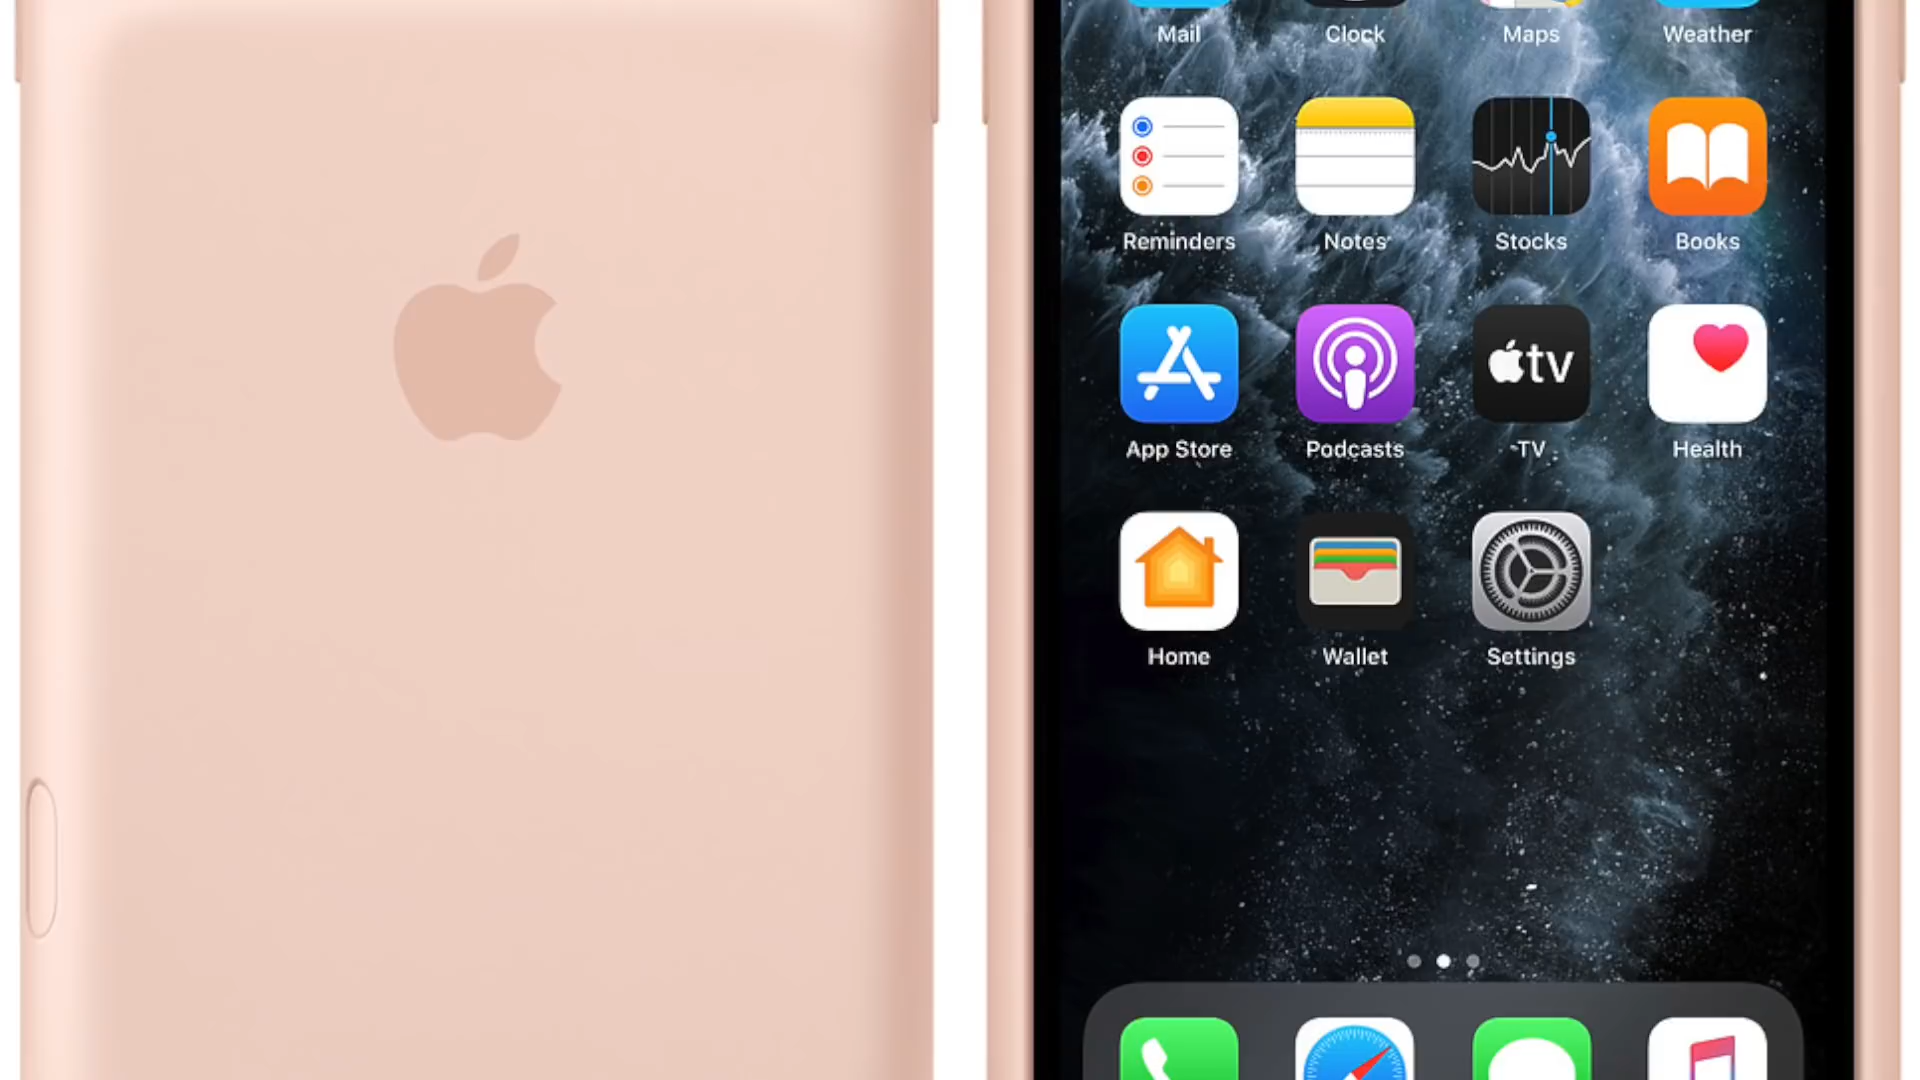 Mail Clock Maps Weather
Reminders Notes Stocks Books
tv
App Store Podcasts TV Health
Home Wallet Settings